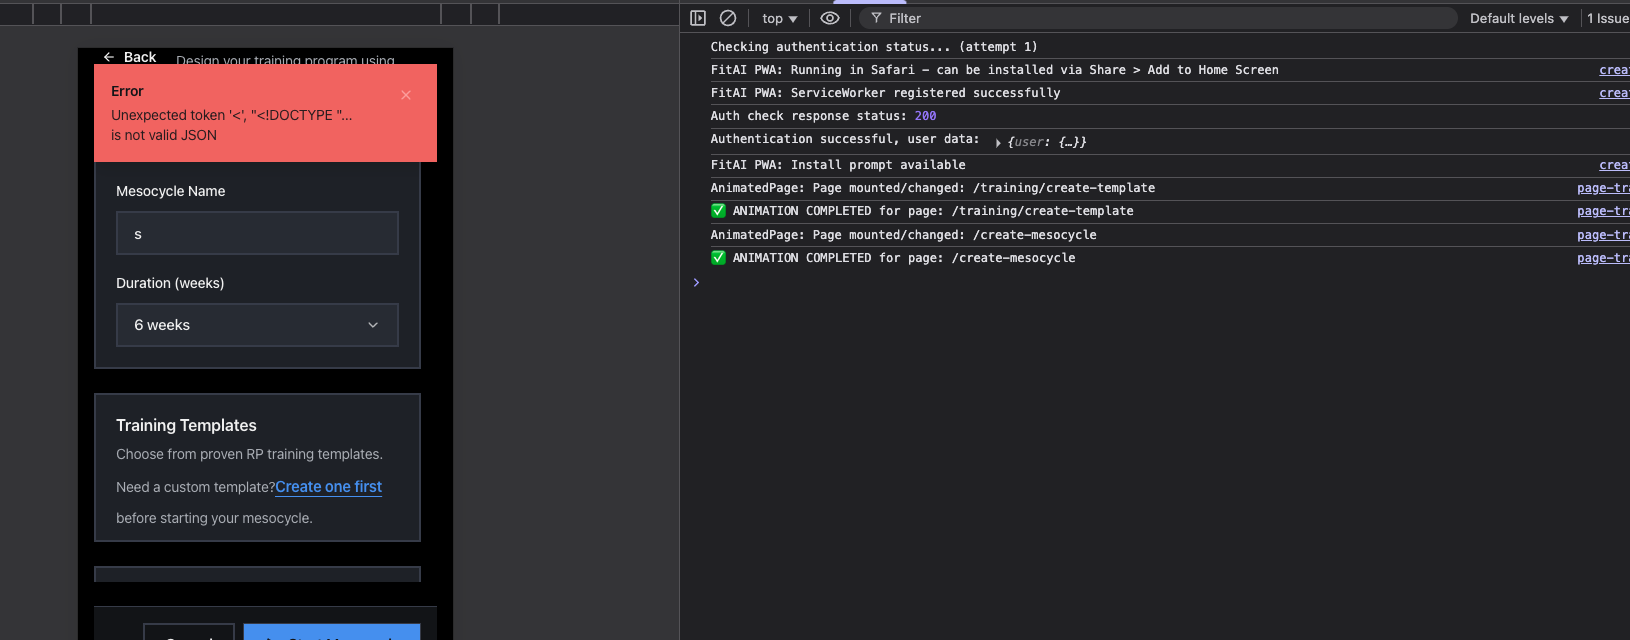 top
Filter
Default levels
1 Issue
Back
Design your training program using
Error
Unexpected token '<', "<!DOCTYPE "...
is not valid JSON
Mesocycle Name
s
Duration (weeks)
6 weeks
Training Templates
Choose from proven RP training templates.
Need a custom template?Create one first
before starting your mesocycle.
Checking authentication status... (attempt 1)
FitAI PWA: Running in Safari – can be installed via Share > Add to Home Screen crea
FitAI PWA: ServiceWorker registered successfully crea
Auth check response status: 200
Authentication successful, user data: ▶ {user: {…}}
FitAI PWA: Install prompt available crea
AnimatedPage: Page mounted/changed: /training/create-template page-tra
✅ ANIMATION COMPLETED for page: /training/create-template page-tra
AnimatedPage: Page mounted/changed: /create-mesocycle page-tra
✅ ANIMATION COMPLETED for page: /create-mesocycle page-tra